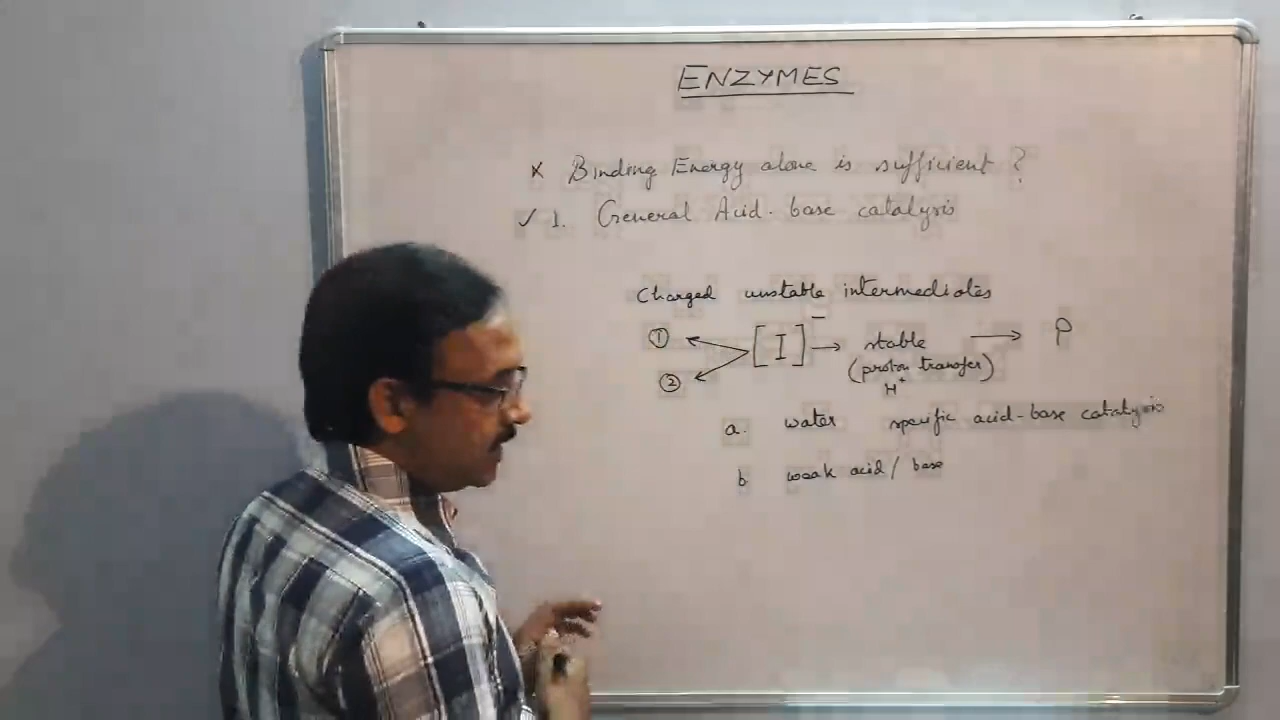 ENZYMES
× Binding Energy alone is sufficient ?
✓ 1. General Acid-base catalysis
Charged unstable intermediates
① [I]⁻ → stable → P
② (proton transfer)
H⁺
a. water specific acid-base catalysis
b weak acid / base